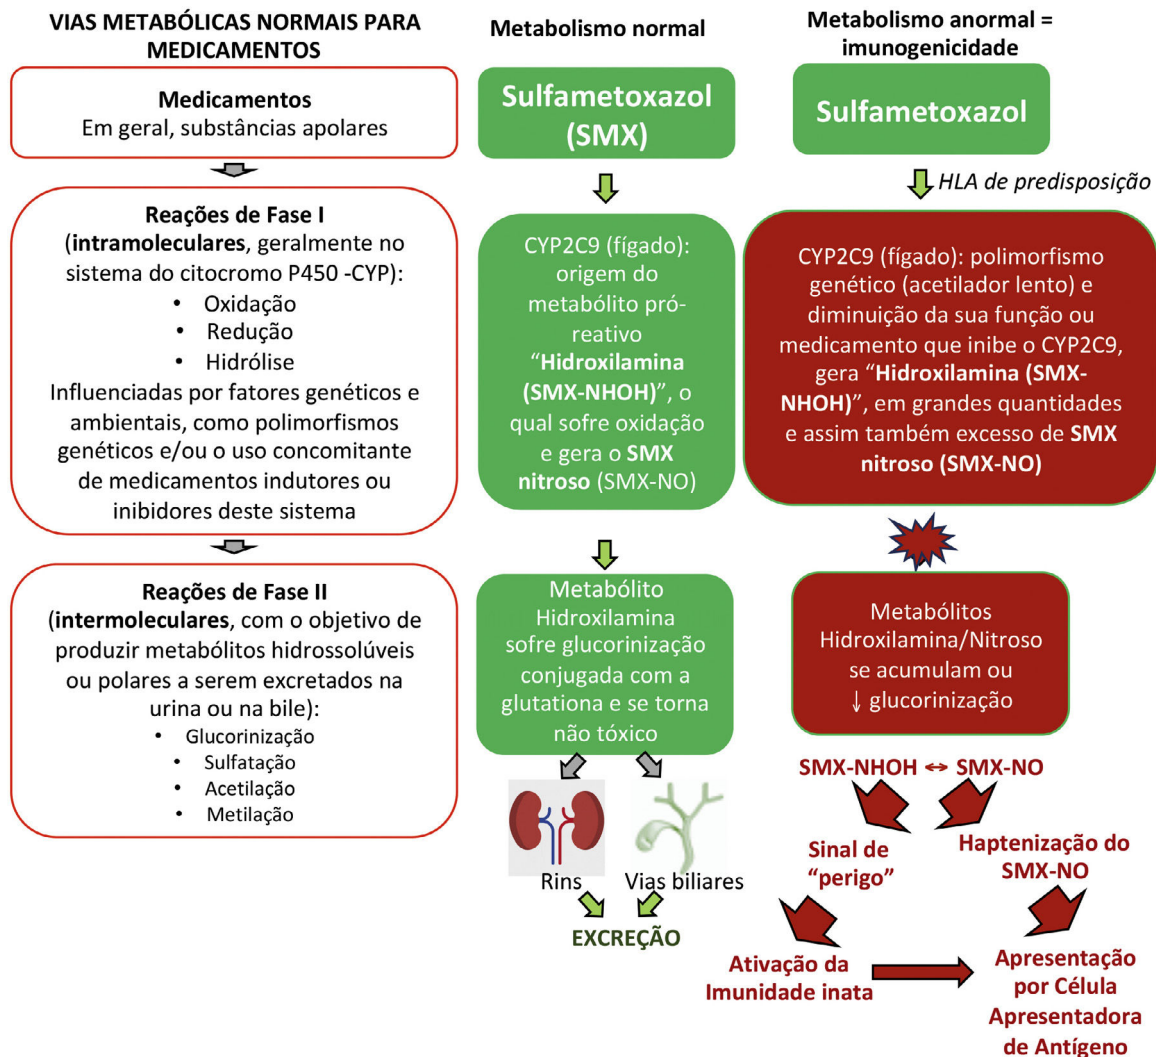 VIAS METABÓLICAS NORMAIS PARA
MEDICAMENTOS
Medicamentos
Em geral, substâncias apolares
Reações de Fase I
(intramoleculares, geralmente no
sistema do citocromo P450 -CYP):
• Oxidação
• Redução
• Hidrólise
Influenciadas por fatores genéticos e
ambientais, como polimorfismos
genéticos e/ou o uso concomitante
de medicamentos indutores ou
inibidores deste sistema
Reações de Fase II
(intermoleculares, com o objetivo de
produzir metabólitos hidrossolúveis
ou polares a serem excretados na
urina ou na bile):
• Glucorinização
• Sulfatação
• Acetilação
• Metilação
Metabolismo normal
Sulfametoxazol
(SMX)
CYP2C9 (fígado):
origem do
metabólito pró-
reativo
“Hidroxilamina
(SMX-NHOH)”, o
qual sofre oxidação
e gera o SMX
nitroso (SMX-NO)
Metabólito
Hidroxilamina
sofre glucorinização
conjugada com a
glutationa e se torna
não tóxico
Rins
Vias biliares
EXCREÇÃO
Metabolismo anormal =
imunogenicidade
Sulfametoxazol
HLA de predisposição
CYP2C9 (fígado): polimorfismo
genético (acetilador lento) e
diminuição da sua função ou
medicamento que inibe o CYP2C9,
gera “Hidroxilamina (SMX-
NHOH)”, em grandes quantidades
e assim também excesso de SMX
nitroso (SMX-NO)
Metabólitos
Hidroxilamina/Nitroso
se acumulam ou
↓ glucorinização
SMX-NHOH ↔ SMX-NO
Sinal de
“perigo”
Haptenização do
SMX-NO
Ativação da
Imunidade inata
Apresentação
por Célula
Apresentadora
de Antígeno